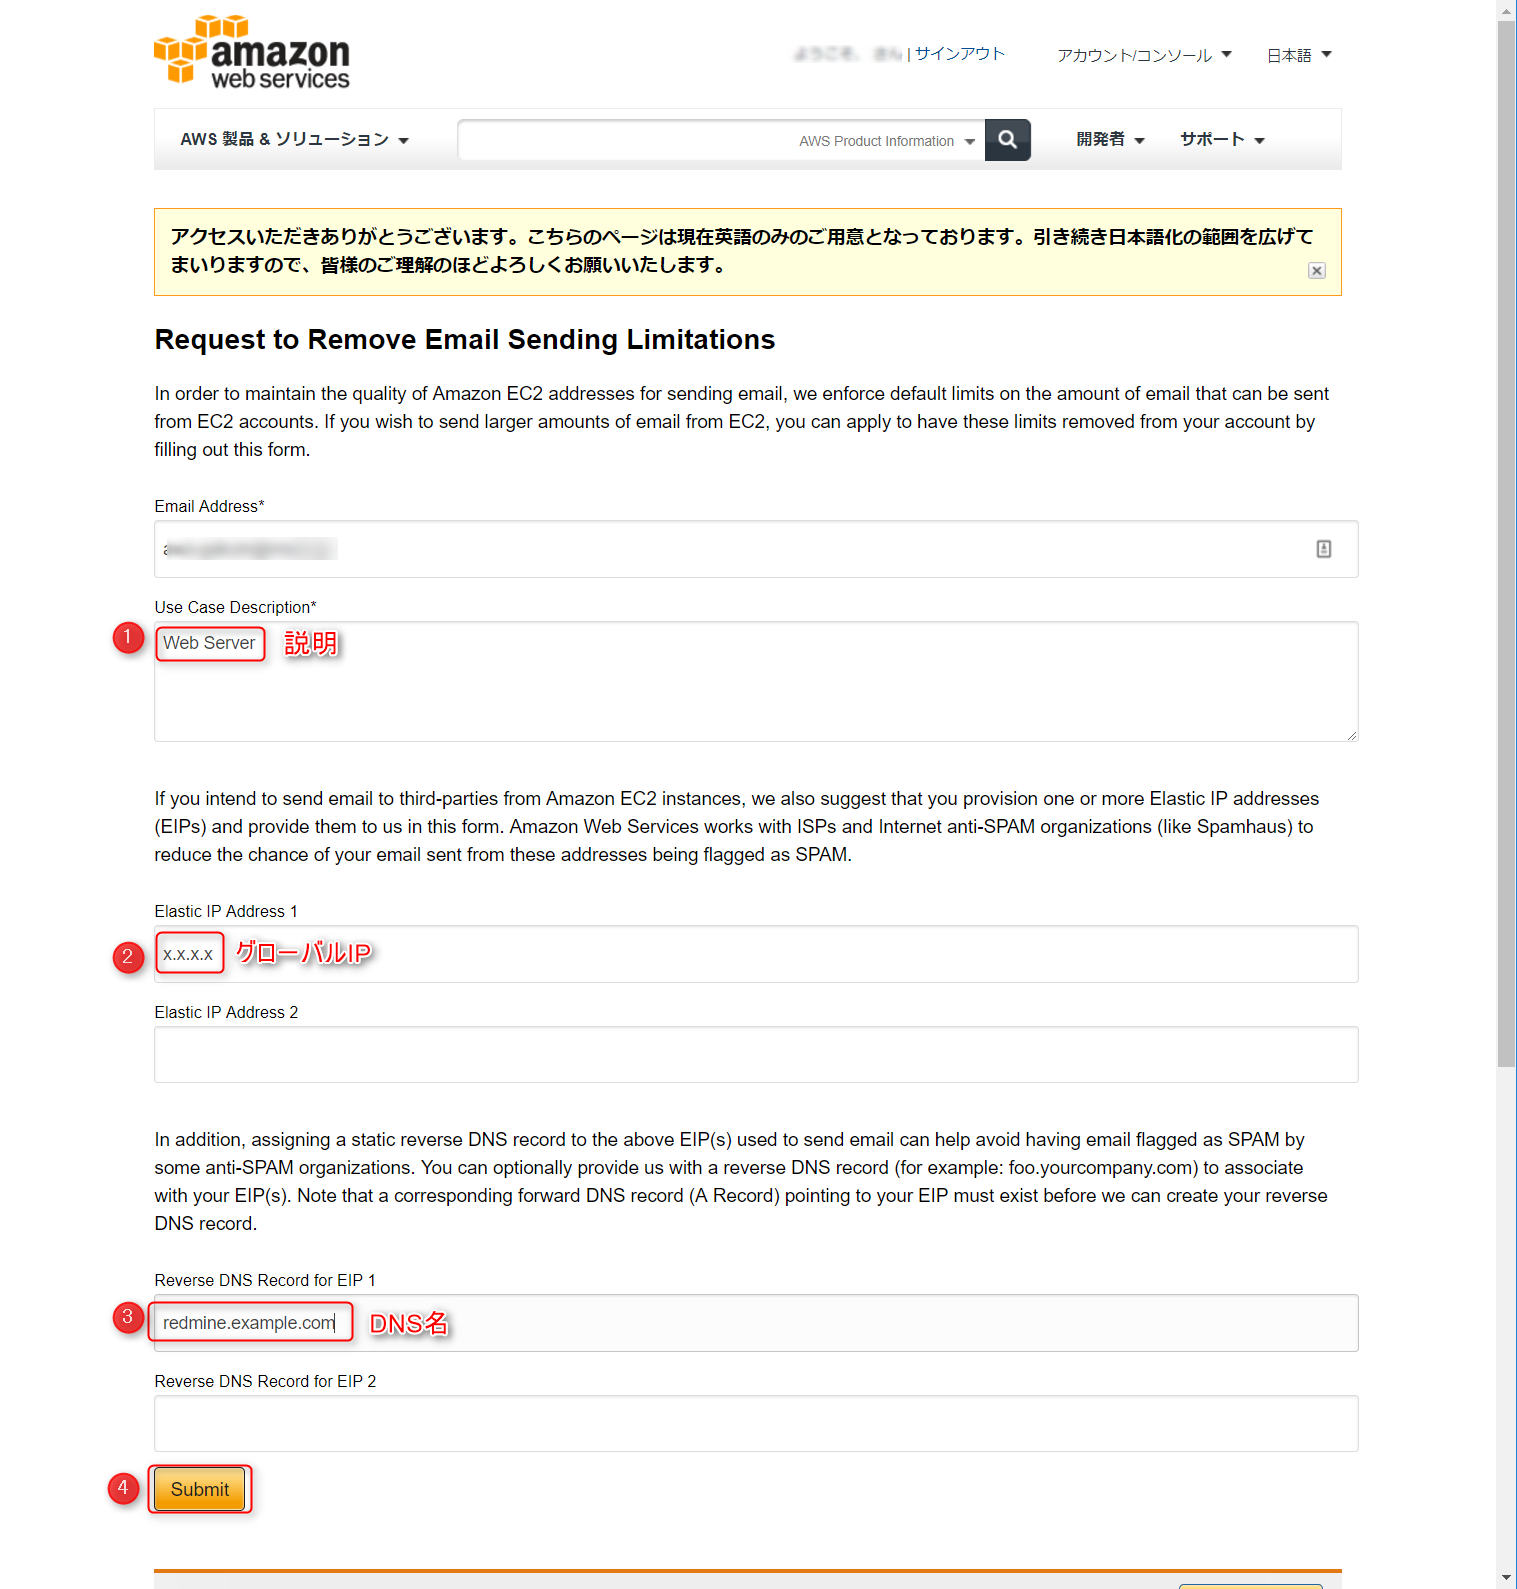 amazon
web services
| サインアウト
アカウント/コンソール
日本語
AWS 製品 & ソリューション
AWS Product Information
開発者
サポート
アクセスいただきありがとうございます。こちらのページは現在英語のみのご用意となっております。引き続き日本語化の範囲を広げて
まいりますので、皆様のご理解のほどよろしくお願いいたします。
Request to Remove Email Sending Limitations
In order to maintain the quality of Amazon EC2 addresses for sending email, we enforce default limits on the amount of email that can be sent
from EC2 accounts. If you wish to send larger amounts of email from EC2, you can apply to have these limits removed from your account by
filling out this form.
Email Address*
Use Case Description*
1 Web Server 説明
If you intend to send email to third-parties from Amazon EC2 instances, we also suggest that you provision one or more Elastic IP addresses
(EIPs) and provide them to us in this form. Amazon Web Services works with ISPs and Internet anti-SPAM organizations (like Spamhaus) to
reduce the chance of your email sent from these addresses being flagged as SPAM.
Elastic IP Address 1
2 x.x.x.x グローバルIP
Elastic IP Address 2
In addition, assigning a static reverse DNS record to the above EIP(s) used to send email can help avoid having email flagged as SPAM by
some anti-SPAM organizations. You can optionally provide us with a reverse DNS record (for example: foo.yourcompany.com) to associate
with your EIP(s). Note that a corresponding forward DNS record (A Record) pointing to your EIP must exist before we can create your reverse
DNS record.
Reverse DNS Record for EIP 1
3 redmine.example.com DNS名
Reverse DNS Record for EIP 2
4 Submit